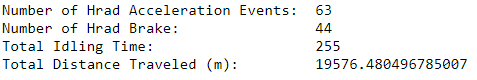 Number of Hrad Acceleration Events: 63
Number of Hrad Brake: 44
Total Idling Time: 255
Total Distance Traveled (m): 19576.480496785007